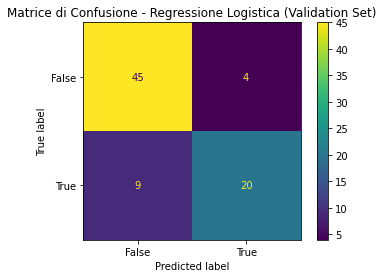 Matrice di Confusione - Regressione Logistica (Validation Set)
True label
False
True
45
4
9
20
False
True
Predicted label
45
40
35
30
25
20
15
10
5